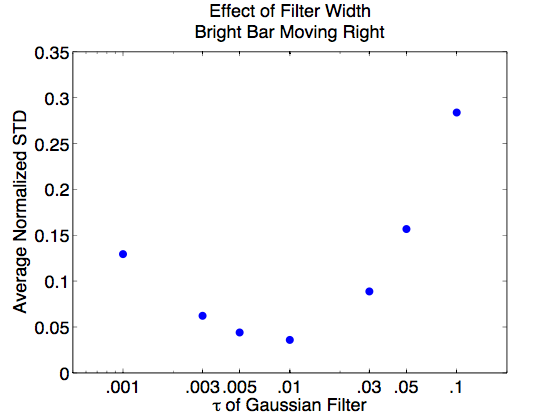 Effect of Filter Width
Bright Bar Moving Right
0.35
0.3
0.25
0.2
0.15
0.1
0.05
0
Average Normalized STD
.001 .003 .005 .01 .03 .05 .1
τ of Gaussian Filter